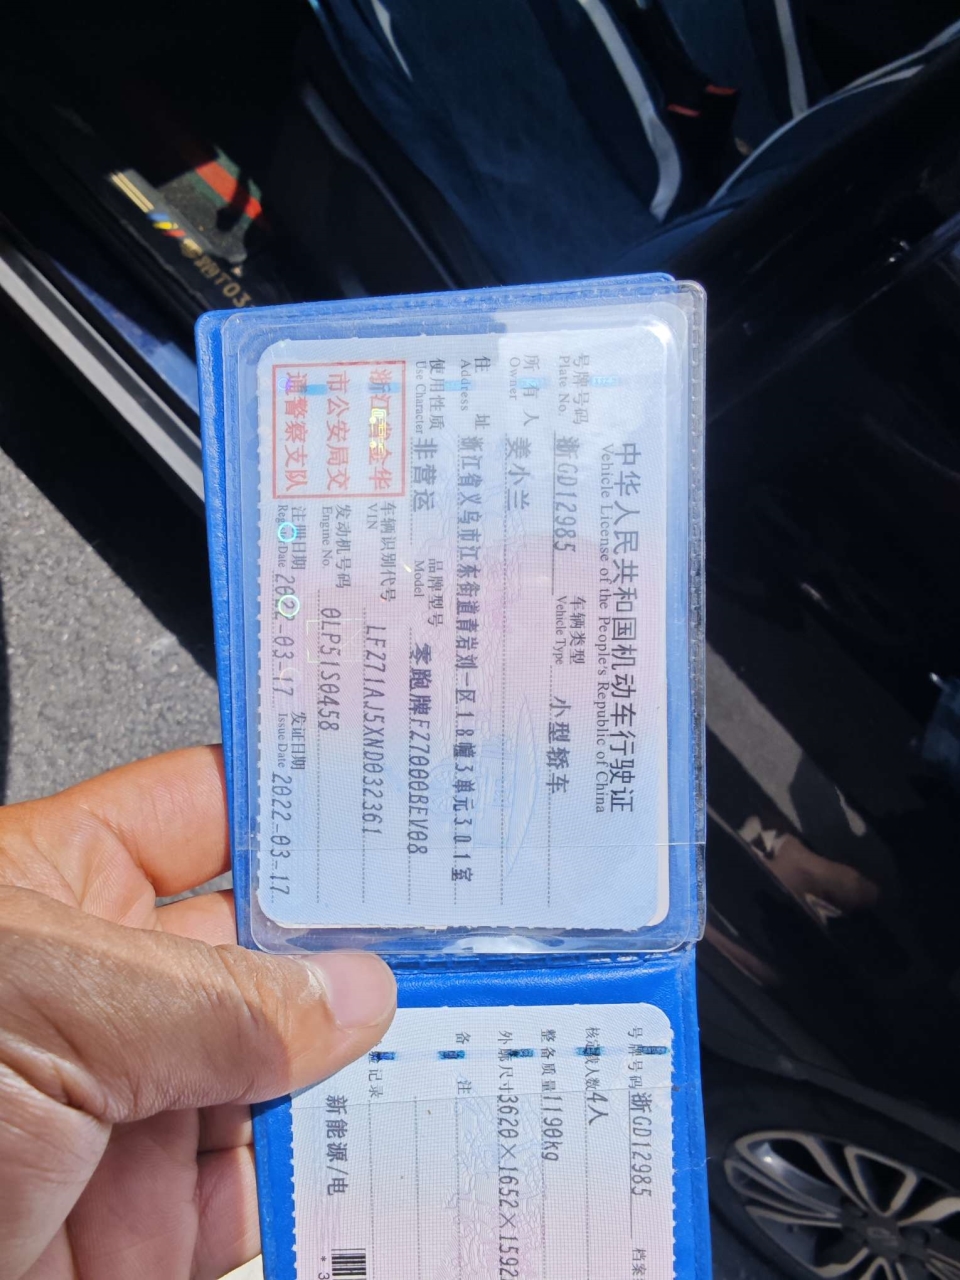 中华人民共和国机动车行驶证
Vehicle License of the People's Republic of China
号牌号码 浙GD12985 车辆类型 小型轿车
Plate No. Vehicle Type
所有人 姜小兰
Owner
住址 浙江省义乌市江东街道青岩刘一区18幢3单元301室
Address
使用性质 非营运 品牌型号 零跑牌FZ7000BEV08
Use Character Model
浙江省金华
市公安局交
通警察支队
车辆识别代号 LFZ71AJ5XND032361
VIN
发动机号码 0LP51S0458
Engine No.
注册日期 2022-03-17 发证日期 2022-03-17
Register Date Issue Date
号牌号码 浙GD12985 档案
核定载人数 4人
整备质量 1190kg
外廓尺寸 3620×1652×1592
备注
记录
新能源/电
* 3
零跑T03